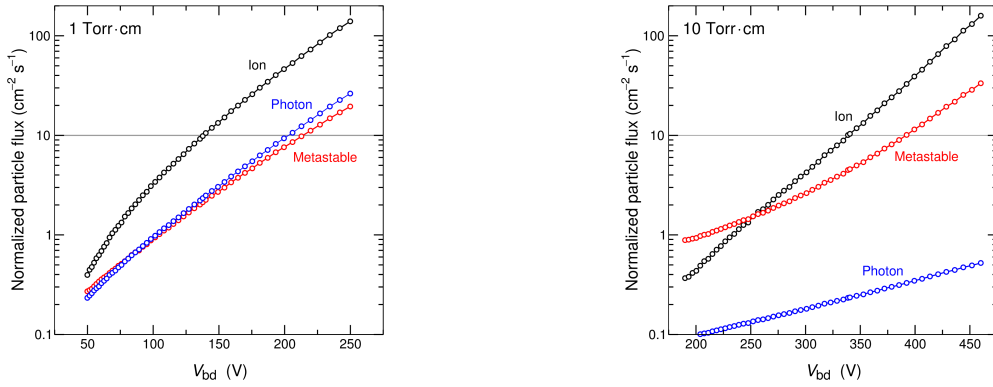 1 Torr·cm
Normalized particle flux (cm⁻² s⁻¹)
100
10
1
0.1
Ion
Photon
Metastable
50 100 150 200 250
V_bd (V)
10 Torr·cm
Normalized particle flux (cm⁻² s⁻¹)
100
10
1
0.1
Ion
Metastable
Photon
200 250 300 350 400 450
V_bd (V)